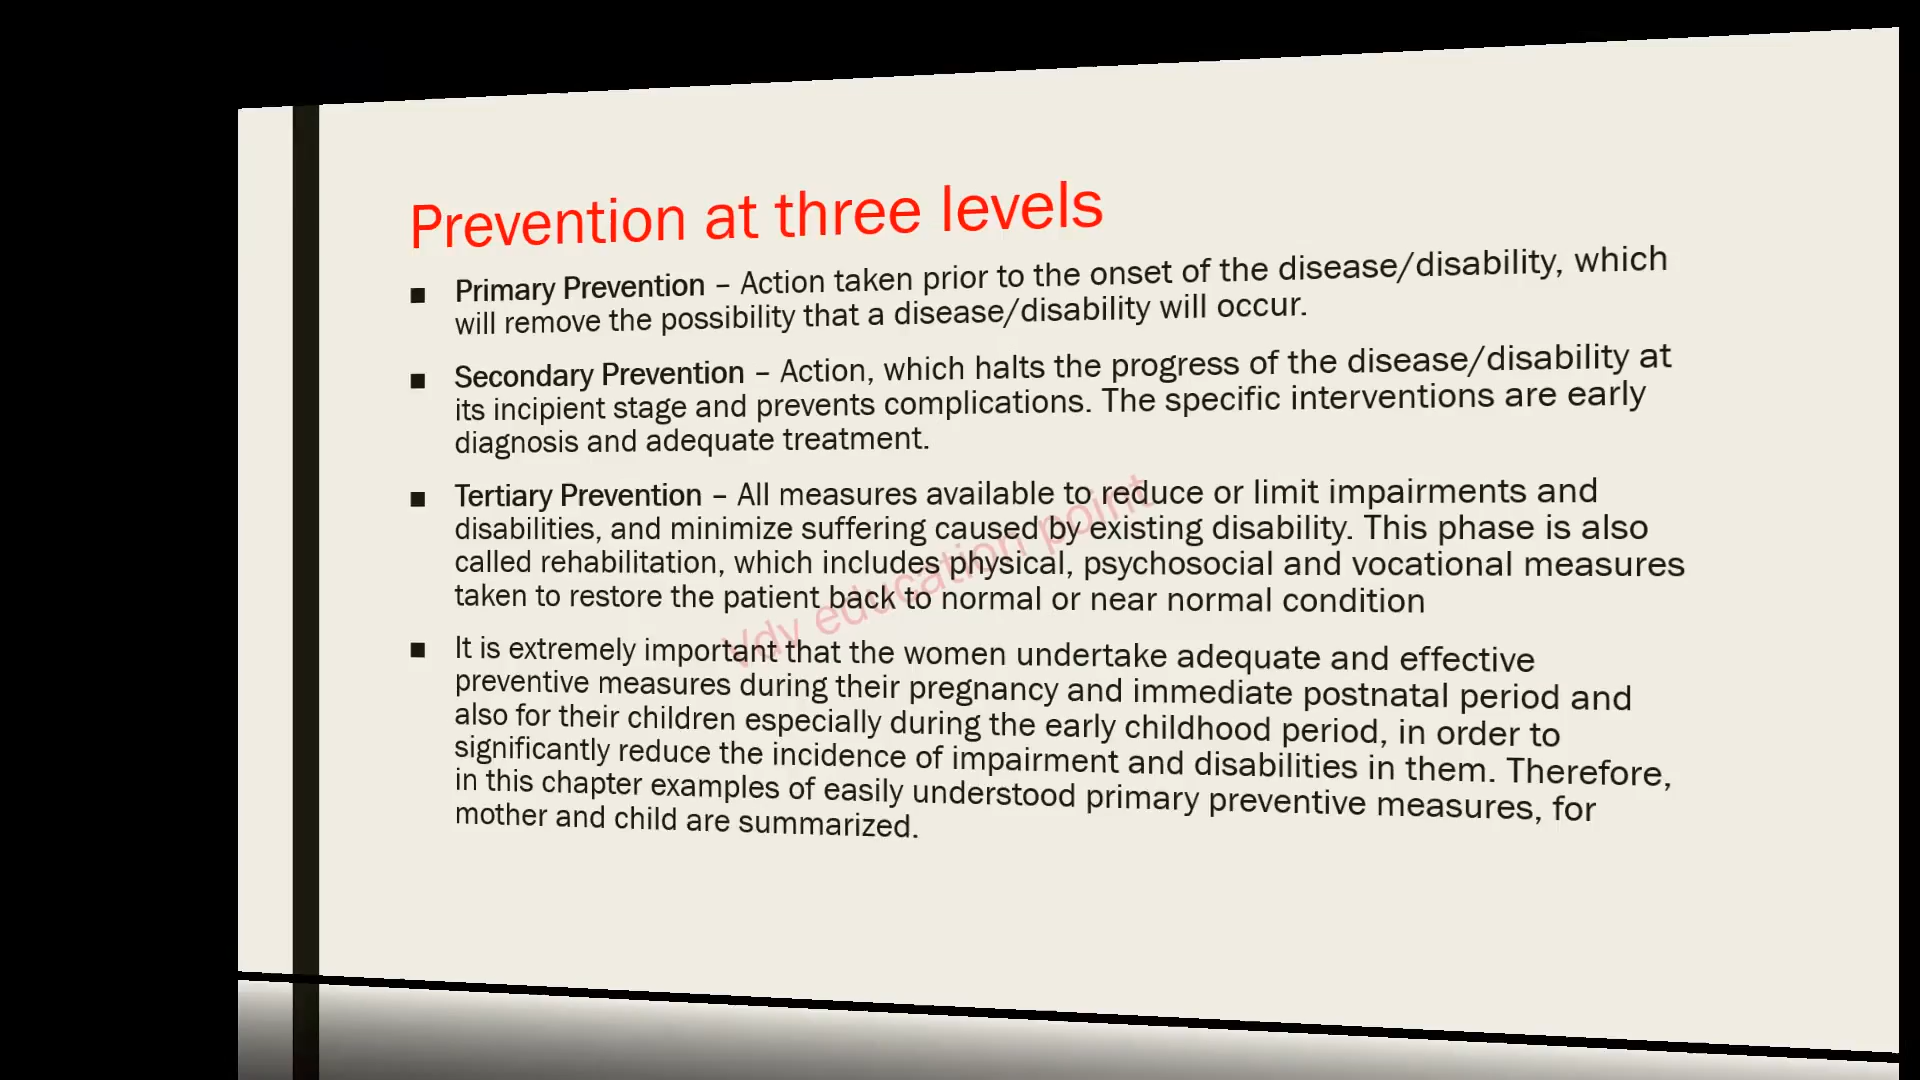 Prevention at three levels
■ Primary Prevention – Action taken prior to the onset of the disease/disability, which
will remove the possibility that a disease/disability will occur.
■ Secondary Prevention – Action, which halts the progress of the disease/disability at
its incipient stage and prevents complications. The specific interventions are early
diagnosis and adequate treatment.
■ Tertiary Prevention – All measures available to reduce or limit impairments and
disabilities, and minimize suffering caused by existing disability. This phase is also
called rehabilitation, which includes physical, psychosocial and vocational measures
taken to restore the patient back to normal or near normal condition
■ It is extremely important that the women undertake adequate and effective
preventive measures during their pregnancy and immediate postnatal period and
also for their children especially during the early childhood period, in order to
significantly reduce the incidence of impairment and disabilities in them. Therefore,
in this chapter examples of easily understood primary preventive measures, for
mother and child are summarized.
Vdv education point